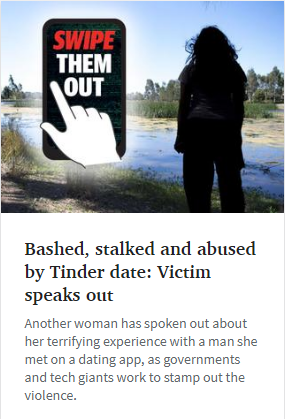 SWIPE
THEM
OUT
Bashed, stalked and abused
by Tinder date: Victim
speaks out
Another woman has spoken out about
her terrifying experience with a man she
met on a dating app, as governments
and tech giants work to stamp out the
violence.